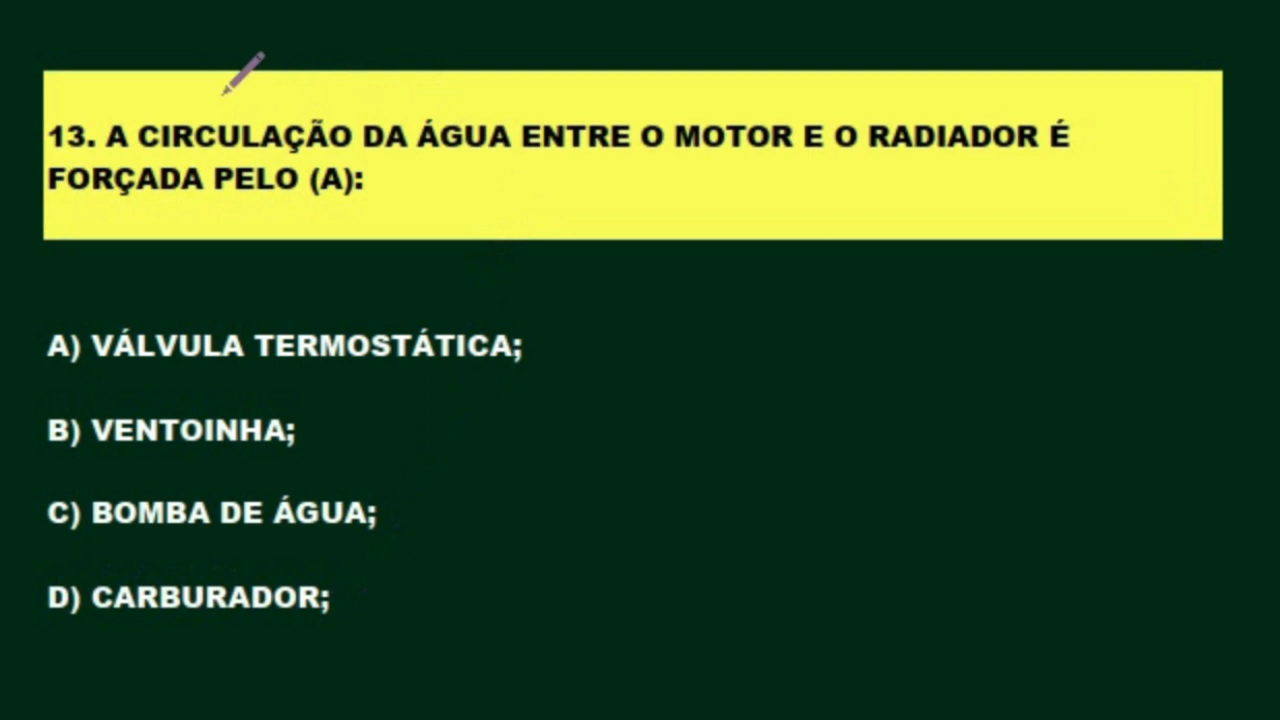 13. A CIRCULAÇÃO DA ÁGUA ENTRE O MOTOR E O RADIADOR É
FORÇADA PELO (A):
A) VÁLVULA TERMOSTÁTICA;
B) VENTOINHA;
C) BOMBA DE ÁGUA;
D) CARBURADOR;